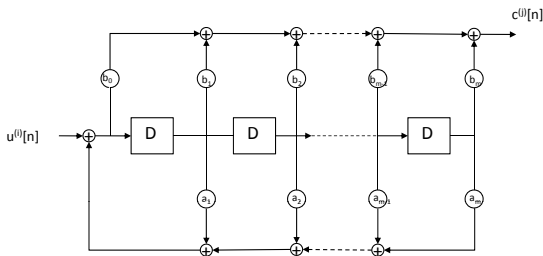 c⁽ʲ⁾[n]
b₀ b₁ b₂ bₘ₋₁ bₘ
u⁽ⁱ⁾[n] D D D
a₁ a₂ aₘ₋₁ aₘ